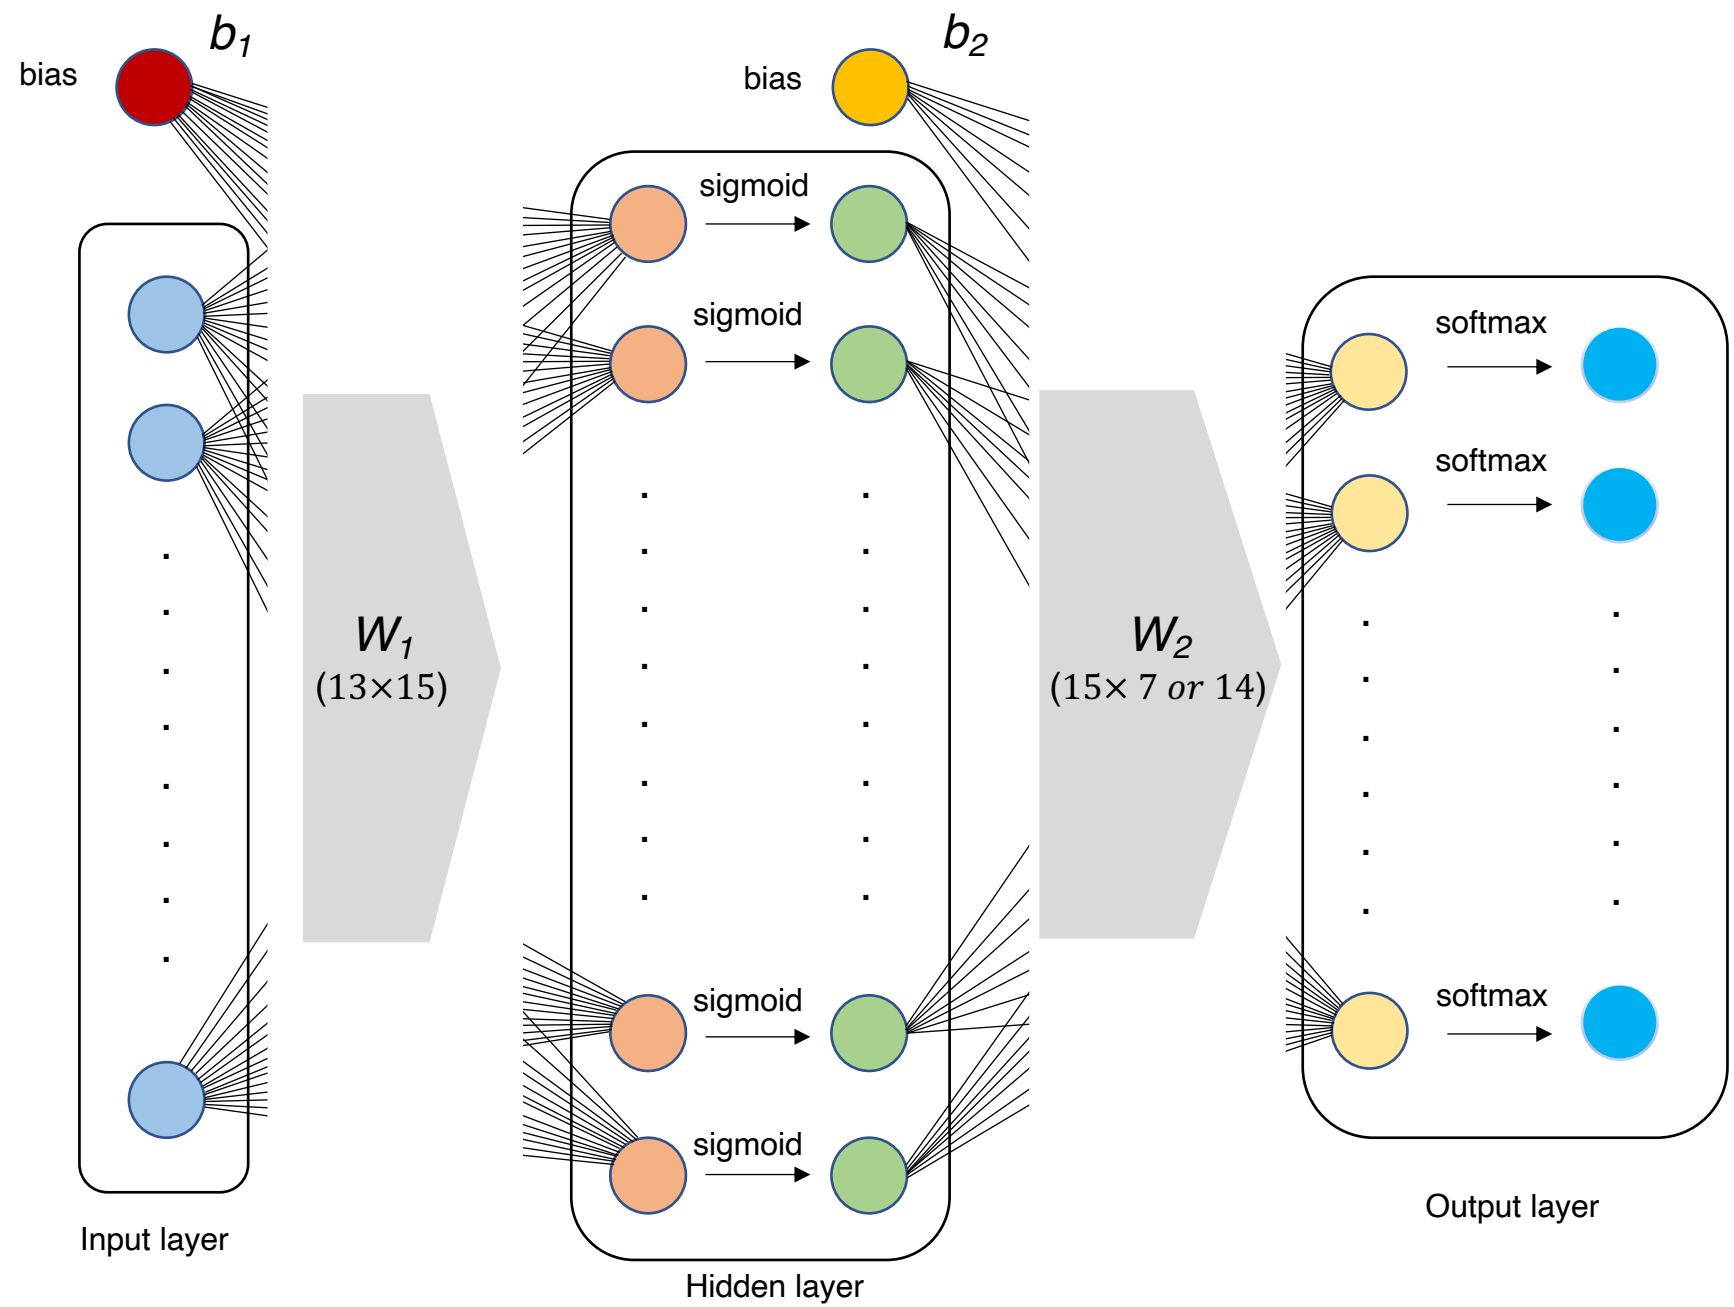 b1
b2
bias
bias
sigmoid
sigmoid
softmax
softmax
W1
(13×15)
W2
(15× 7 or 14)
sigmoid
softmax
sigmoid
Input layer
Hidden layer
Output layer